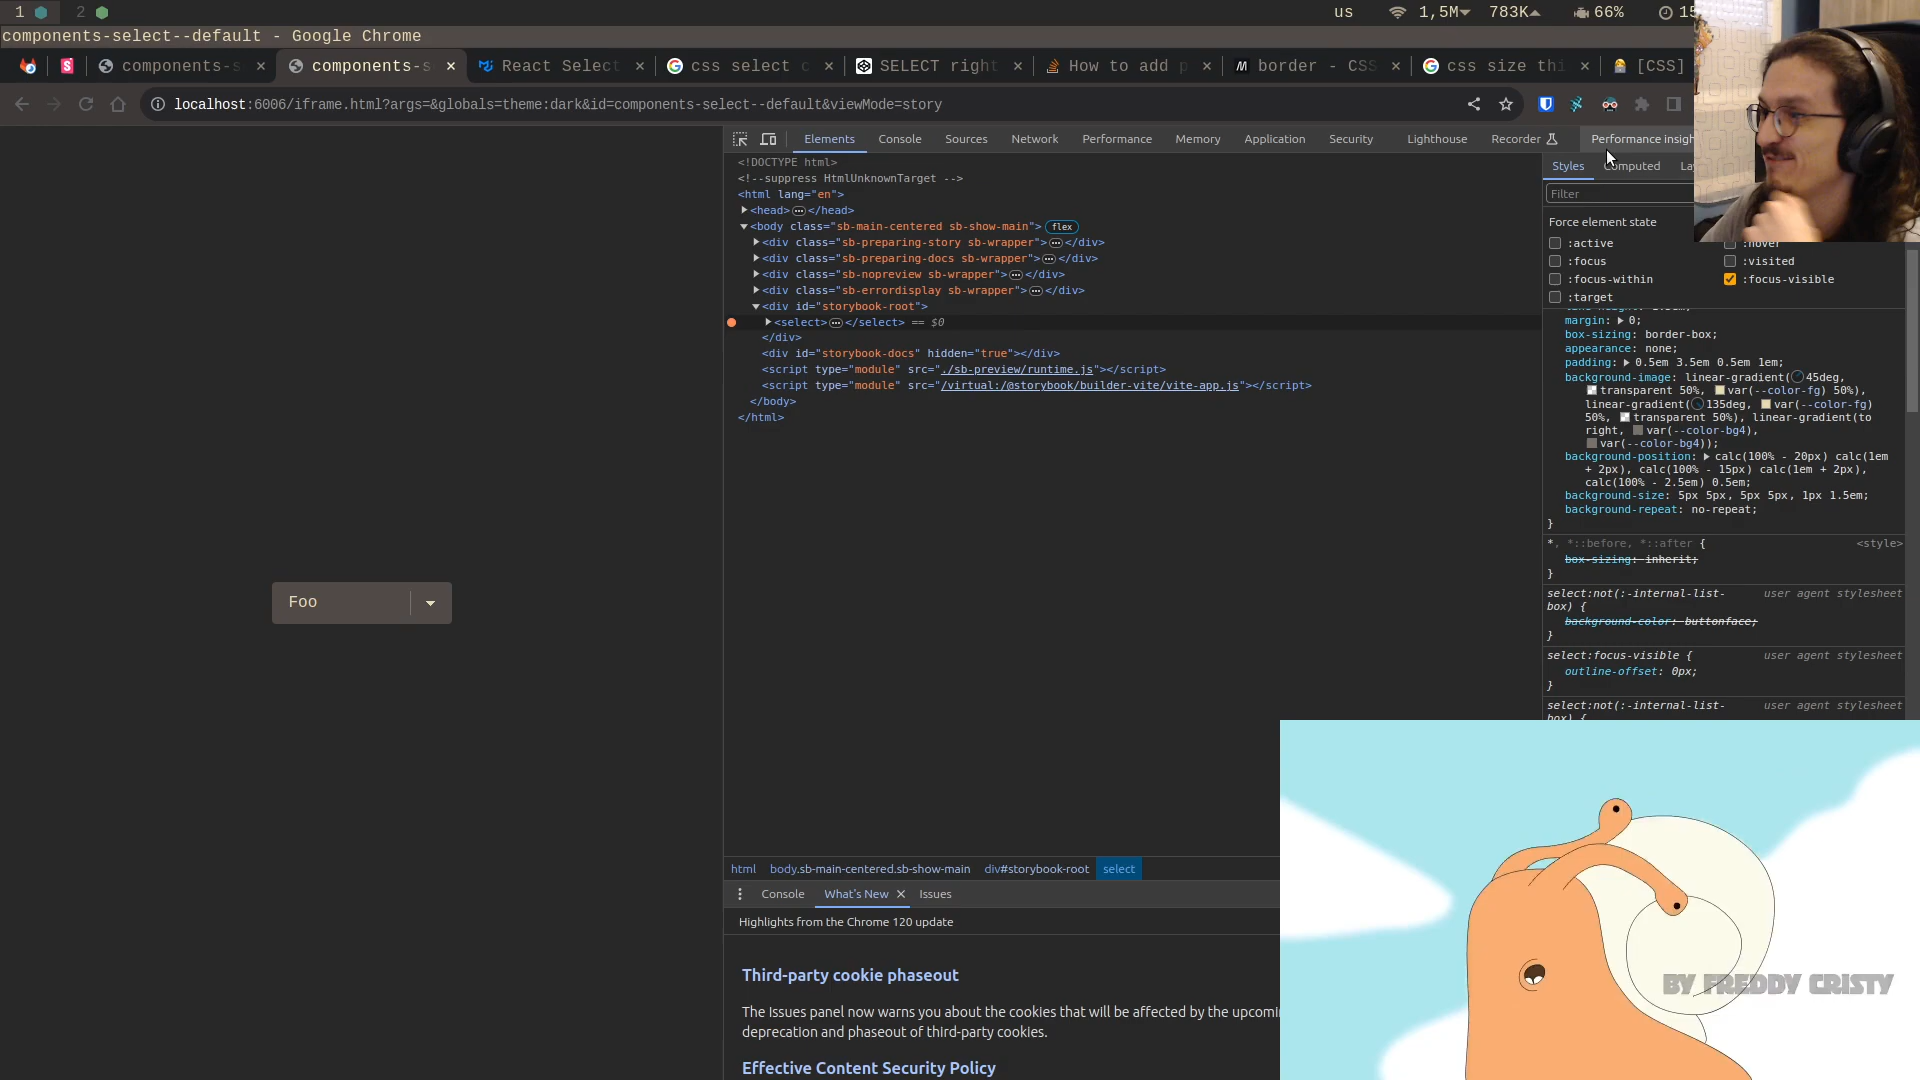 1 2 us 1,5M 783K 66% 15
components-select--default - Google Chrome
components-s components-s React Select css select c SELECT right How to add p border - CSS css size thi [CSS]
localhost:6006/iframe.html?args=&globals=theme:dark&id=components-select--default&viewMode=story
Elements Console Sources Network Performance Memory Application Security Lighthouse Recorder Performance insigh
<!DOCTYPE html>
<!--suppress HtmlUnknownTarget -->
<html lang="en">
<head>…</head>
<body class="sb-main-centered sb-show-main"> flex
<div class="sb-preparing-story sb-wrapper">…</div>
<div class="sb-preparing-docs sb-wrapper">…</div>
<div class="sb-nopreview sb-wrapper">…</div>
<div class="sb-errordisplay sb-wrapper">…</div>
<div id="storybook-root">
<select>…</select> == $0
</div>
<div id="storybook-docs" hidden="true"></div>
<script type="module" src="./sb-preview/runtime.js"></script>
<script type="module" src="/virtual:/@storybook/builder-vite/vite-app.js"></script>
</body>
</html>
Foo
Styles Computed La
Filter
Force element state
:active :hover
:focus :visited
:focus-within :focus-visible
:target
margin: 0;
box-sizing: border-box;
appearance: none;
padding: 0.5em 3.5em 0.5em 1em;
background-image: linear-gradient(45deg,
transparent 50%, var(--color-fg) 50%),
linear-gradient(135deg, var(--color-fg)
50%, transparent 50%), linear-gradient(to
right, var(--color-bg4),
var(--color-bg4));
background-position: calc(100% - 20px) calc(1em
+ 2px), calc(100% - 15px) calc(1em + 2px),
calc(100% - 2.5em) 0.5em;
background-size: 5px 5px, 5px 5px, 1px 1.5em;
background-repeat: no-repeat;
}
*, *::before, *::after { <style>
box-sizing: inherit;
}
select:not(:-internal-list- user agent stylesheet
box) {
background-color: buttonface;
}
select:focus-visible { user agent stylesheet
outline-offset: 0px;
}
select:not(:-internal-list- user agent stylesheet
box) {
html body.sb-main-centered.sb-show-main div#storybook-root select
Console What's New Issues
Highlights from the Chrome 120 update
Third-party cookie phaseout
The Issues panel now warns you about the cookies that will be affected by the upcomin
deprecation and phaseout of third-party cookies.
Effective Content Security Policy
BY FREDDY CRISTY